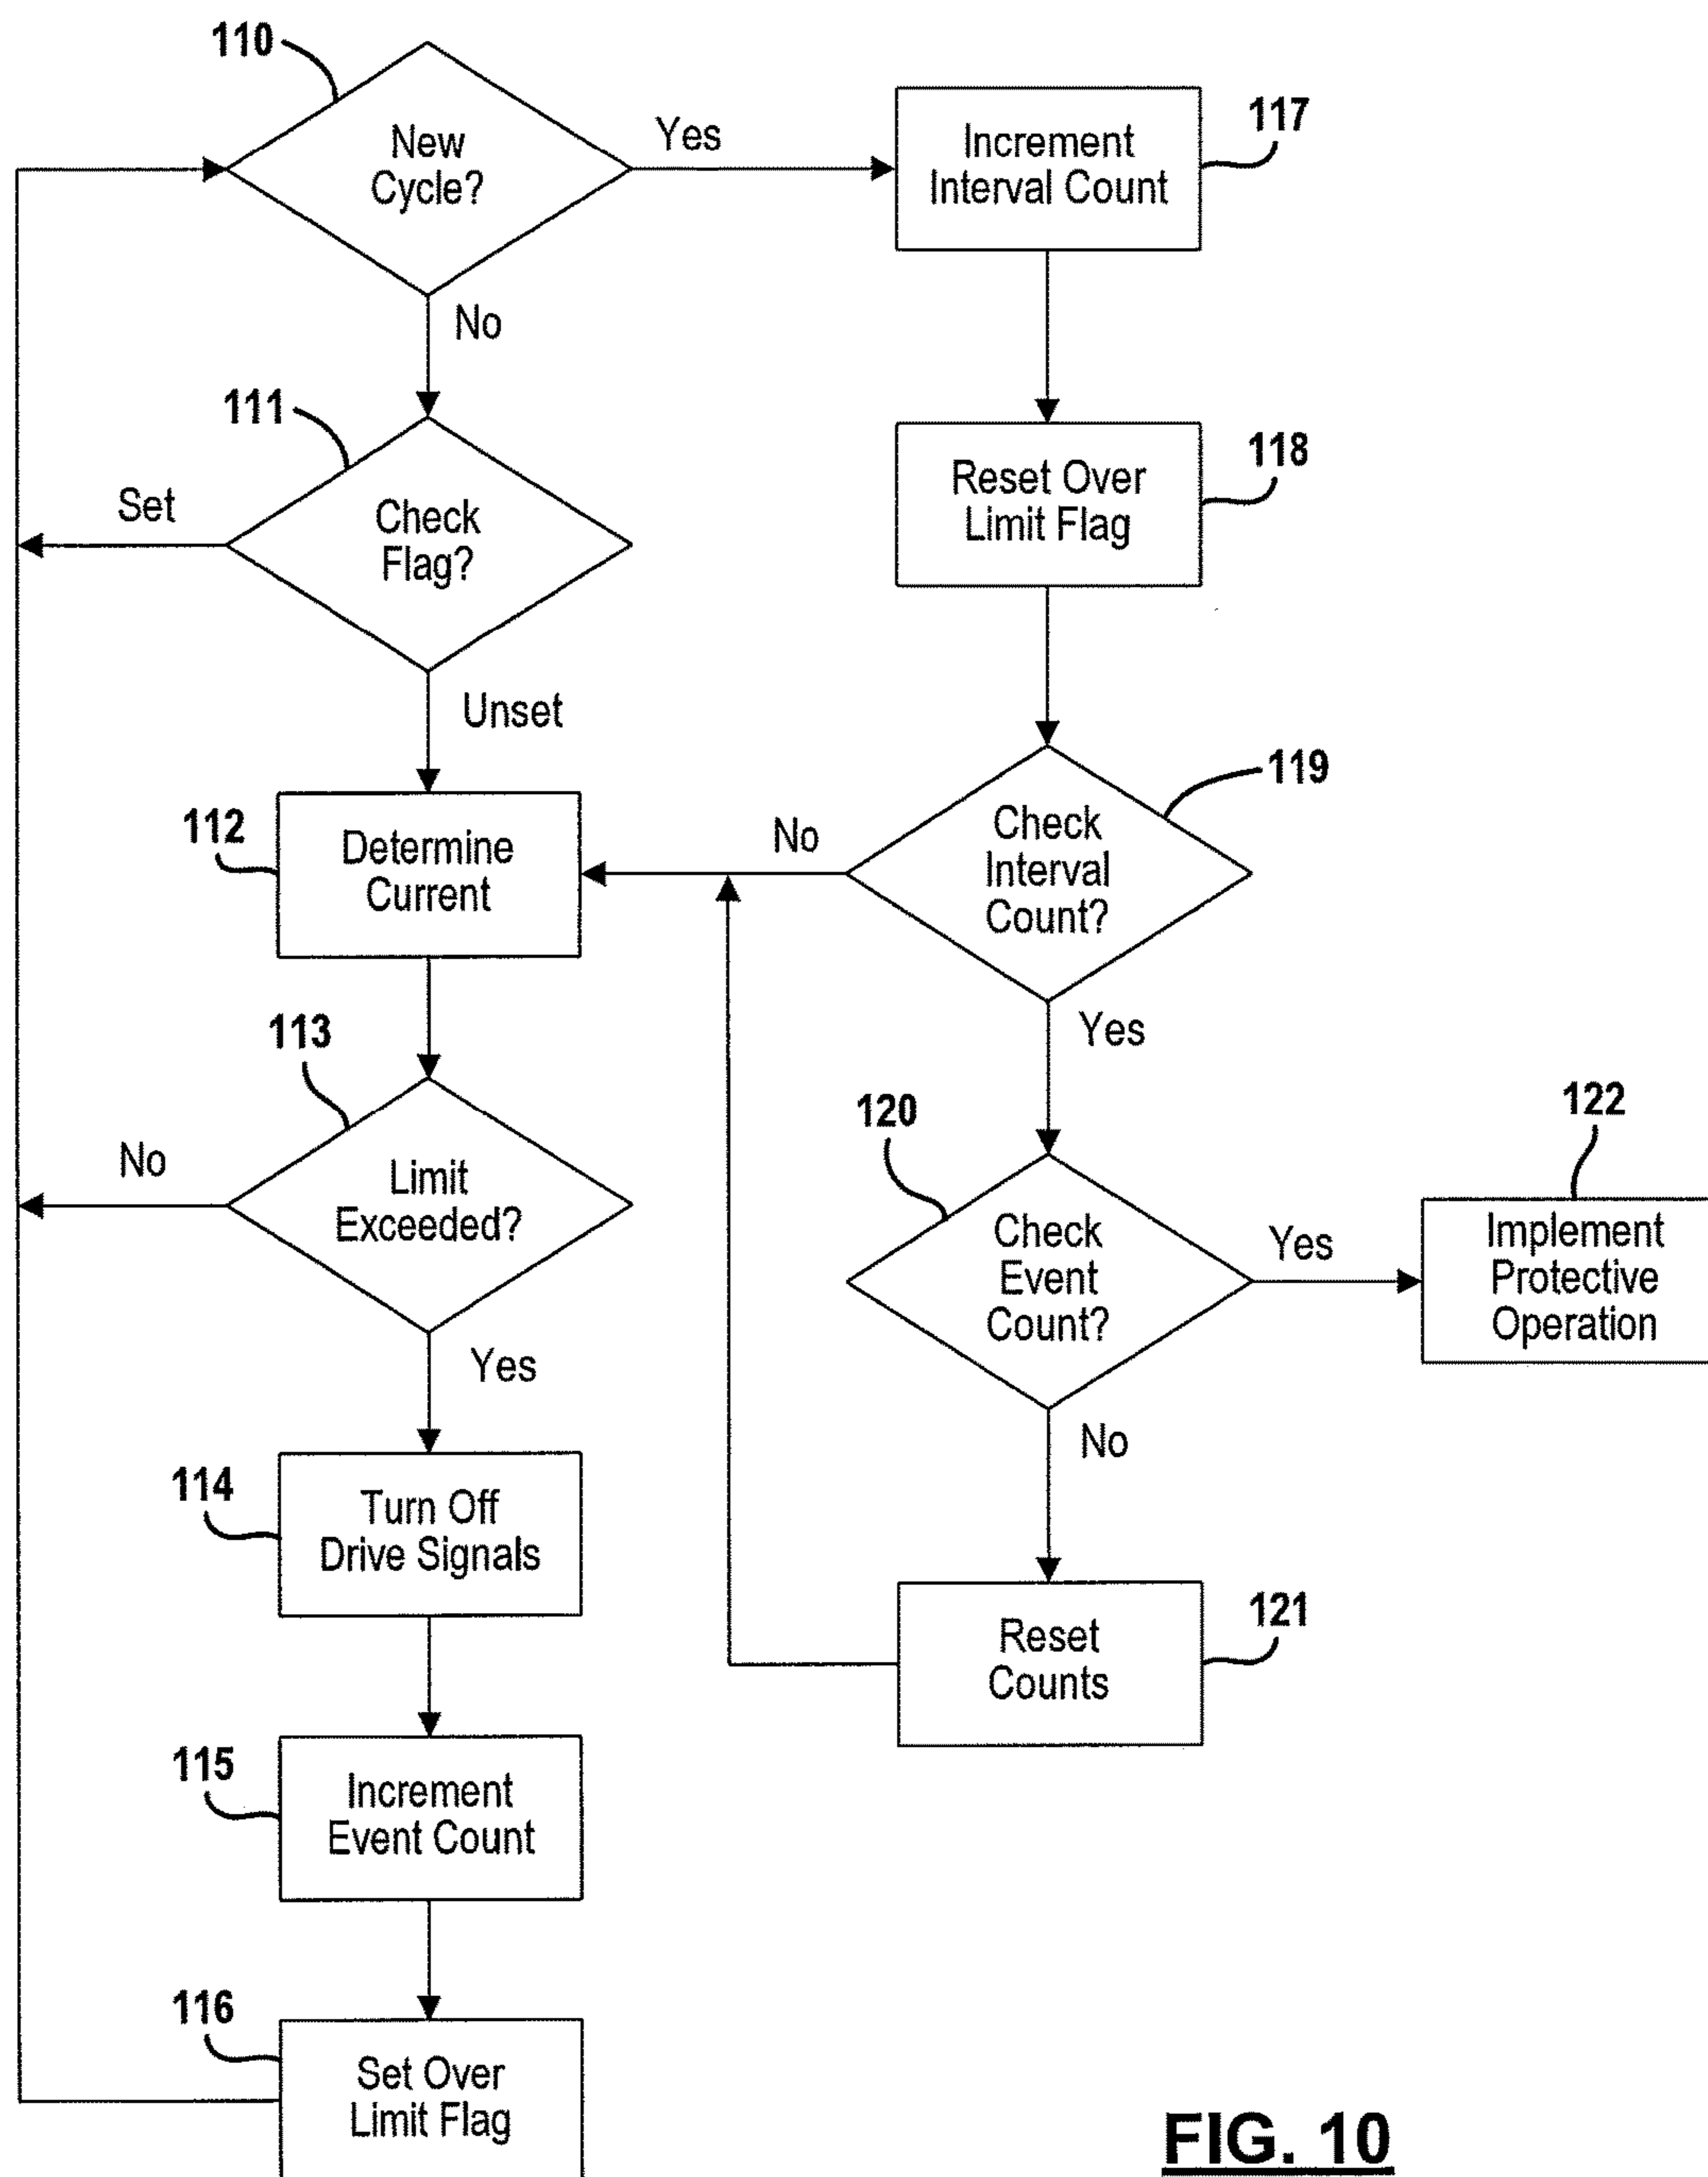 110
New
Cycle?
Yes
Increment
Interval Count
117
No
111
Check
Flag?
Set
Unset
Reset Over
Limit Flag
118
112
Determine
Current
No
Check
Interval
Count?
119
Yes
113
Limit
Exceeded?
No
Yes
120
Check
Event
Count?
Yes
122
Implement
Protective
Operation
No
114
Turn Off
Drive Signals
Reset
Counts
121
115
Increment
Event Count
116
Set Over
Limit Flag
FIG. 10